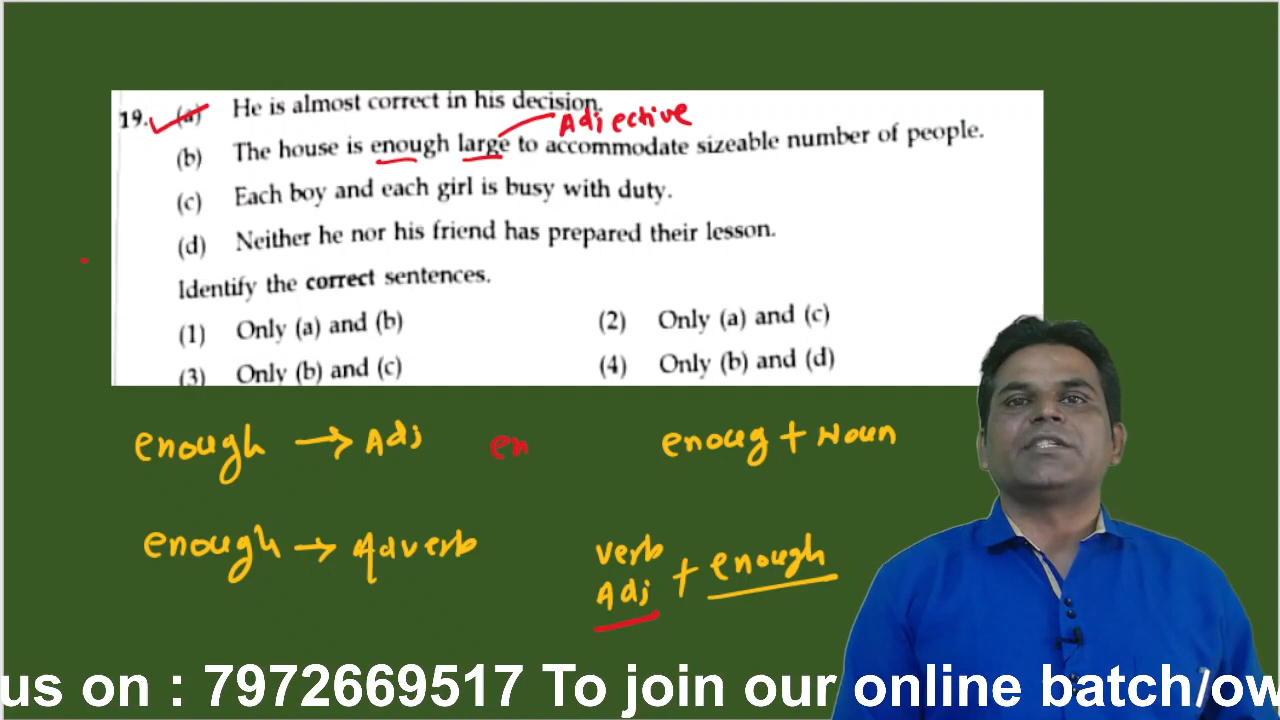 19. (a) He is almost correct in his decision.
Adjective
(b) The house is enough large to accommodate sizeable number of people.
(c) Each boy and each girl is busy with duty.
(d) Neither he nor his friend has prepared their lesson.
Identify the correct sentences.
(1) Only (a) and (b) (2) Only (a) and (c)
(3) Only (b) and (c) (4) Only (b) and (d)
enough → Adj en enoug + Noun
enough → Adverb
verb
Adj + enough
us on : 7972669517 To join our online batch/ow